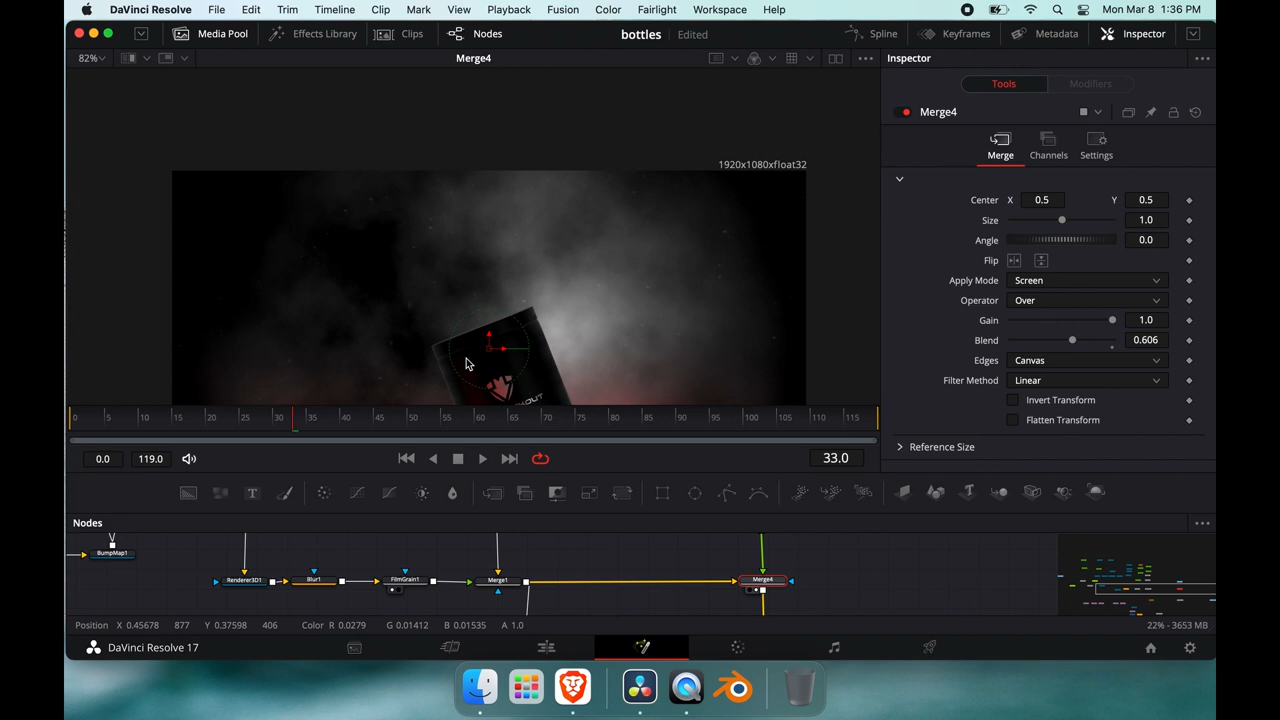 DaVinci Resolve File Edit Trim Timeline Clip Mark View Playback Fusion Color Fairlight Workspace Help Mon Mar 8 1:36 PM
Media Pool Effects Library Clips Nodes bottles Edited Spline Keyframes Metadata Inspector
82% Merge4 Inspector
Tools Modifiers
Merge4
Merge Channels Settings
1920x1080xfloat32
Center X 0.5 Y 0.5
Size 1.0
Angle 0.0
Flip
Apply Mode Screen
Operator Over
Gain 1.0
Blend 0.606
Edges Canvas
Filter Method Linear
Invert Transform
Flatten Transform
Reference Size
0 5 10 15 20 25 30 35 40 45 50 55 60 65 70 75 80 85 90 95 100 105 110 115
0.0 119.0 33.0
Nodes
BumpMap1
Renderer3D1 Blur1 FilmGrain1 Merge1 Merge4
Position X 0.45678 877 Y 0.37598 406 Color R 0.0279 G 0.01412 B 0.01535 A 1.0 22% - 3653 MB
DaVinci Resolve 17